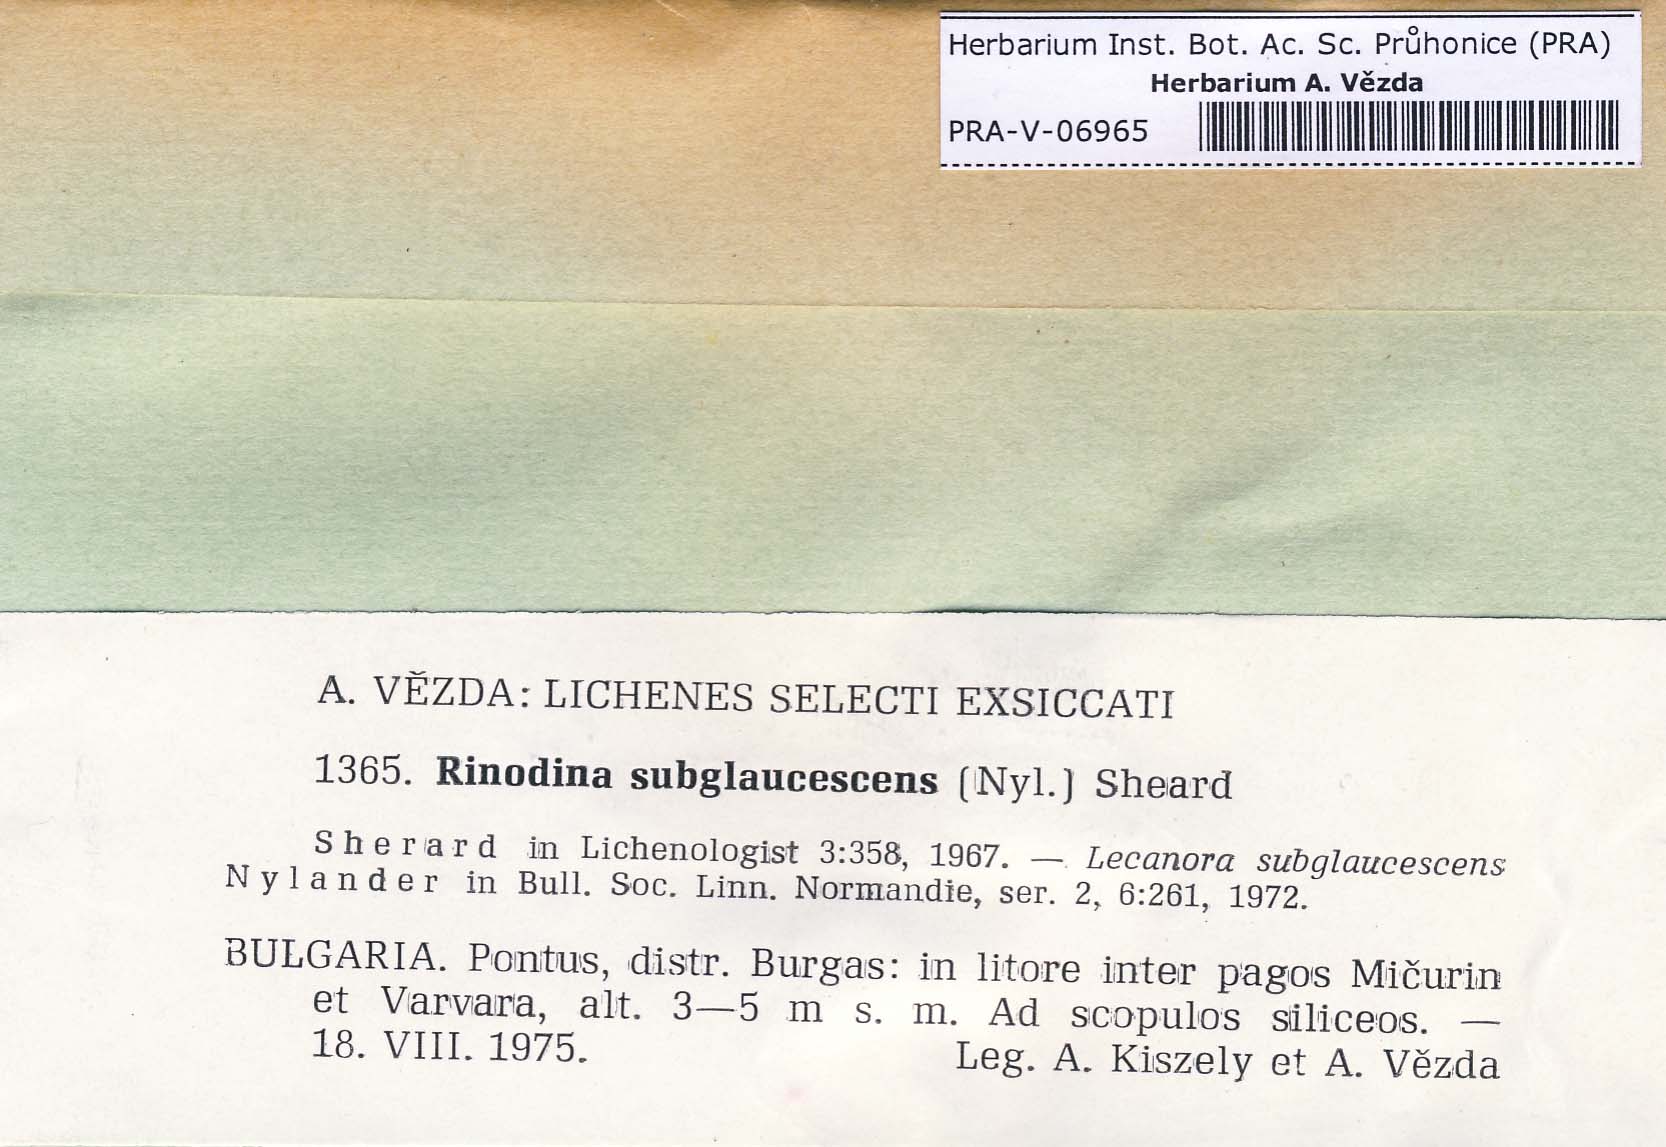 Herbarium Inst. Bot. Ac. Sc. Průhonice (PRA)
Herbarium A. Vězda
PRA-V-06965
A. VĚZDA: LICHENES SELECTI EXSICCATI
1365. Rinodina subglaucescens (Nyl.) Sheard
Sherard in Lichenologist 3:358, 1967. — Lecanora subglaucescens
Nylander in Bull. Soc. Linn. Normandie, ser. 2, 6:261, 1972.
BULGARIA. Pontus, distr. Burgas: in litore inter pagos Mičurin
et Varvara, alt. 3—5 m s. m. Ad scopulos siliceos. —
18. VIII. 1975. Leg. A. Kiszely et A. Vězda